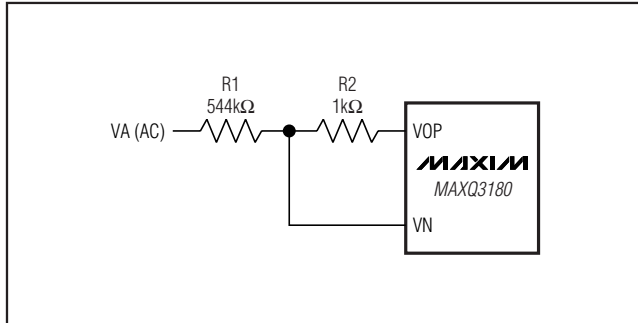 R1
544kΩ
R2
1kΩ
VA (AC)
VOP
MAXIM
MAXQ3180
VN